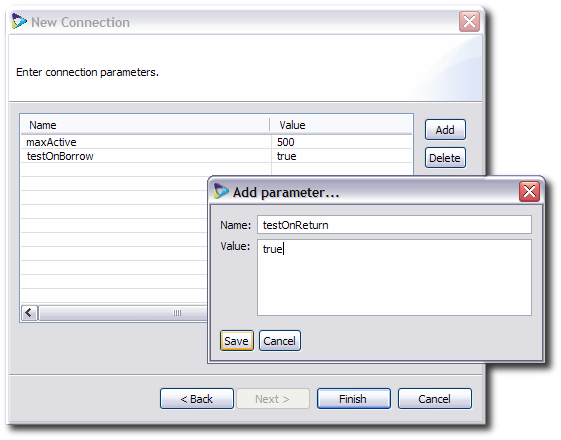 New Connection
Enter connection parameters.
Name Value
maxActive 500
testOnBorrow true
Add
Delete
Add parameter...
Name: testOnReturn
Value: true
Save Cancel
< Back Next > Finish Cancel